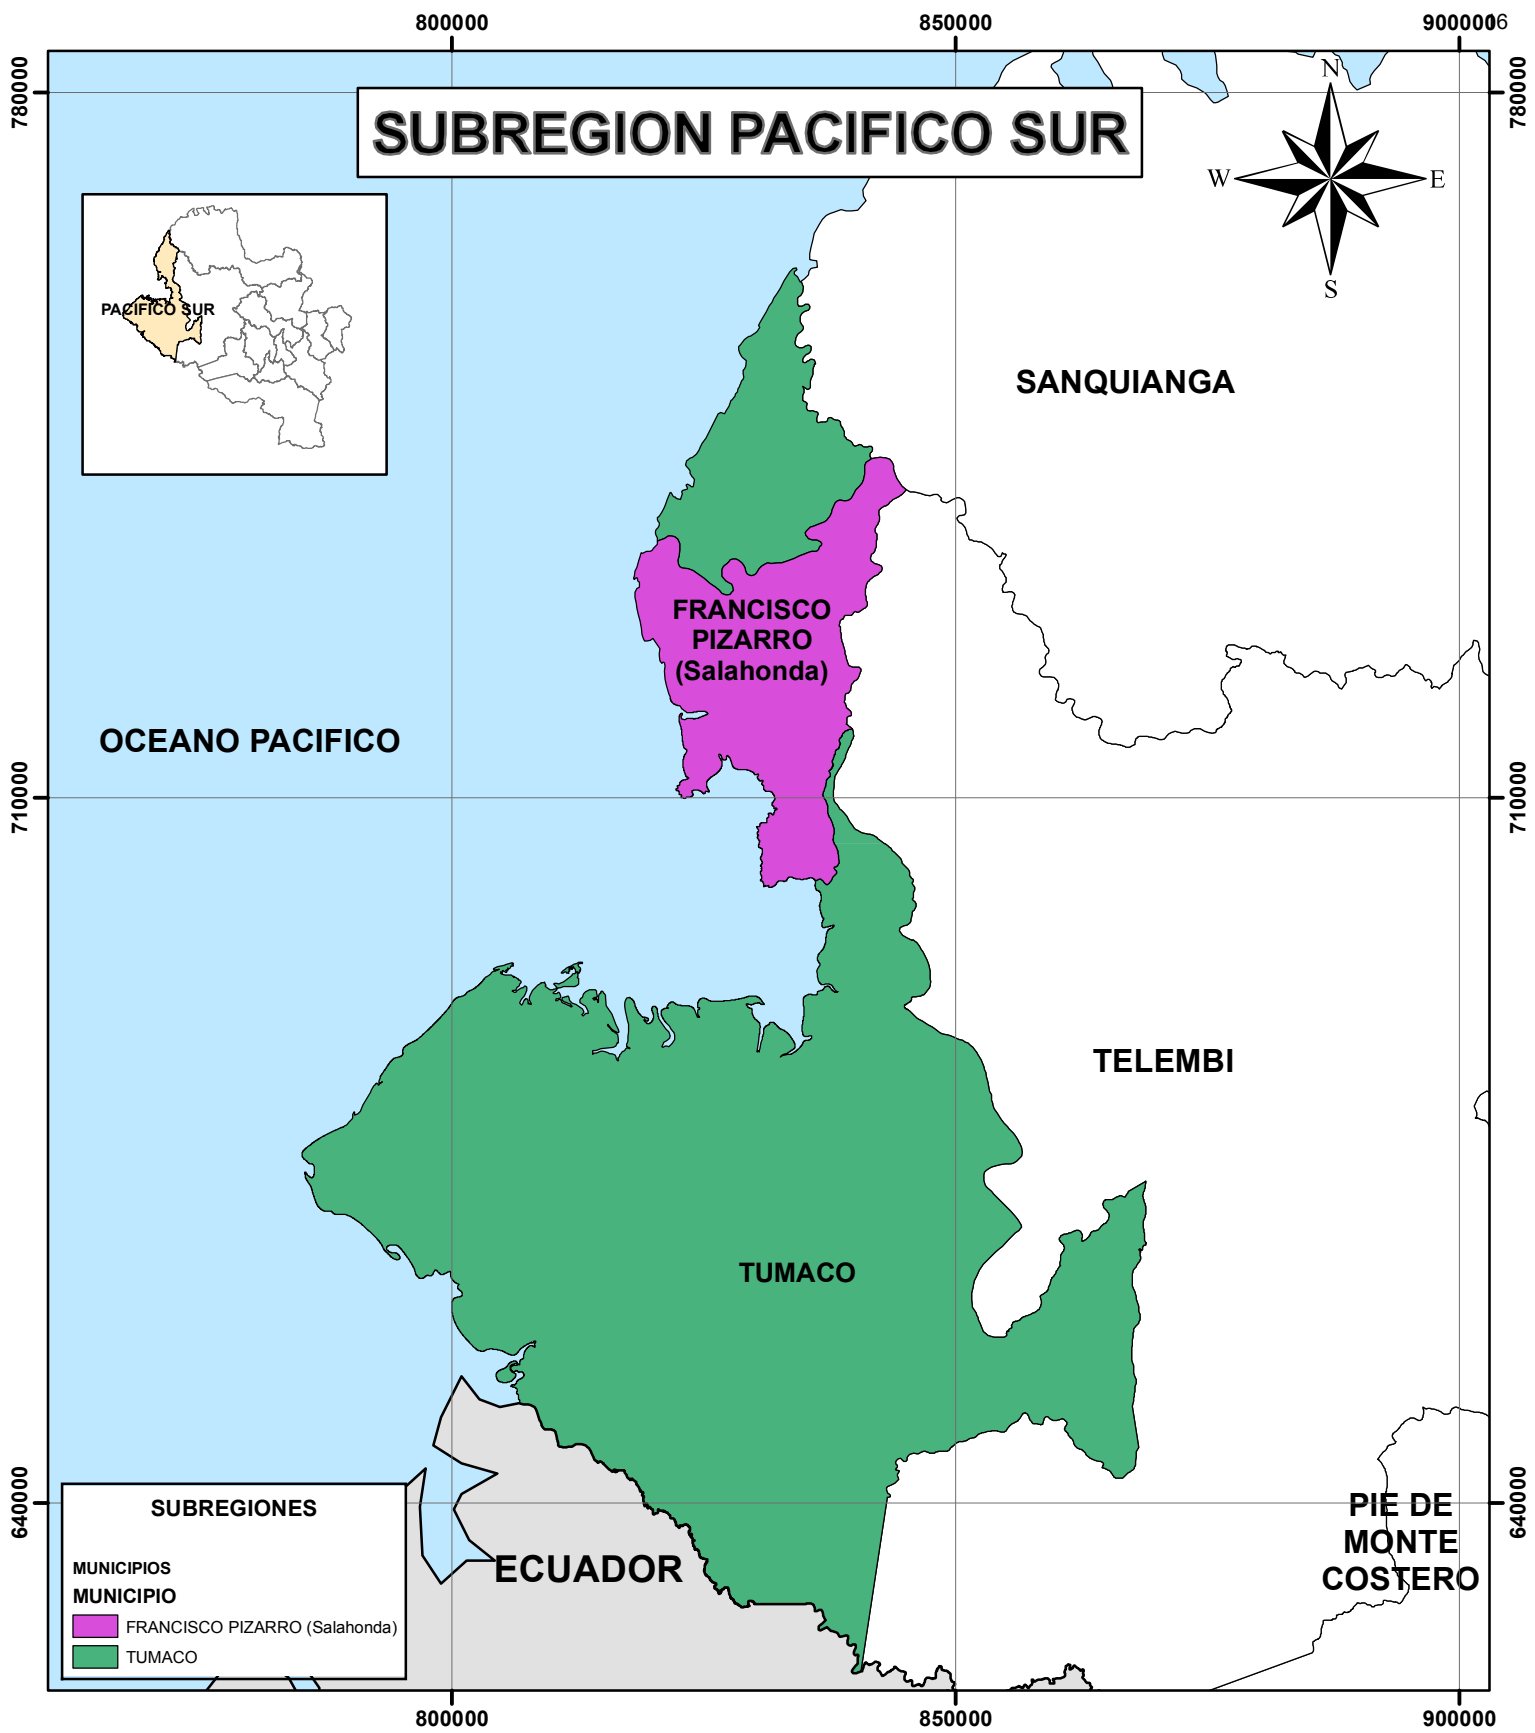 800000
850000
900000
16
780000
780000
SUBREGION PACIFICO SUR
N
W
E
S
PACIFICO SUR
SANQUIANGA
FRANCISCO
PIZARRO
(Salahonda)
OCEANO PACIFICO
710000
710000
TELEMBI
TUMACO
640000
640000
PIE DE
MONTE
COSTERO
ECUADOR
SUBREGIONES
MUNICIPIOS
MUNICIPIO
FRANCISCO PIZARRO (Salahonda)
TUMACO
800000
850000
900000